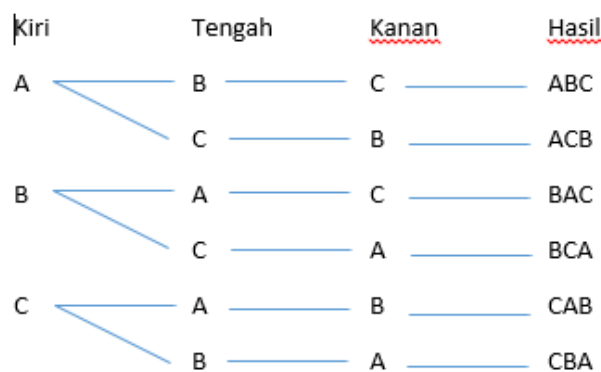 Kiri Tengah Kanan Hasil
A B C ABC
C B ACB
B A C BAC
C A BCA
C A B CAB
B A CBA